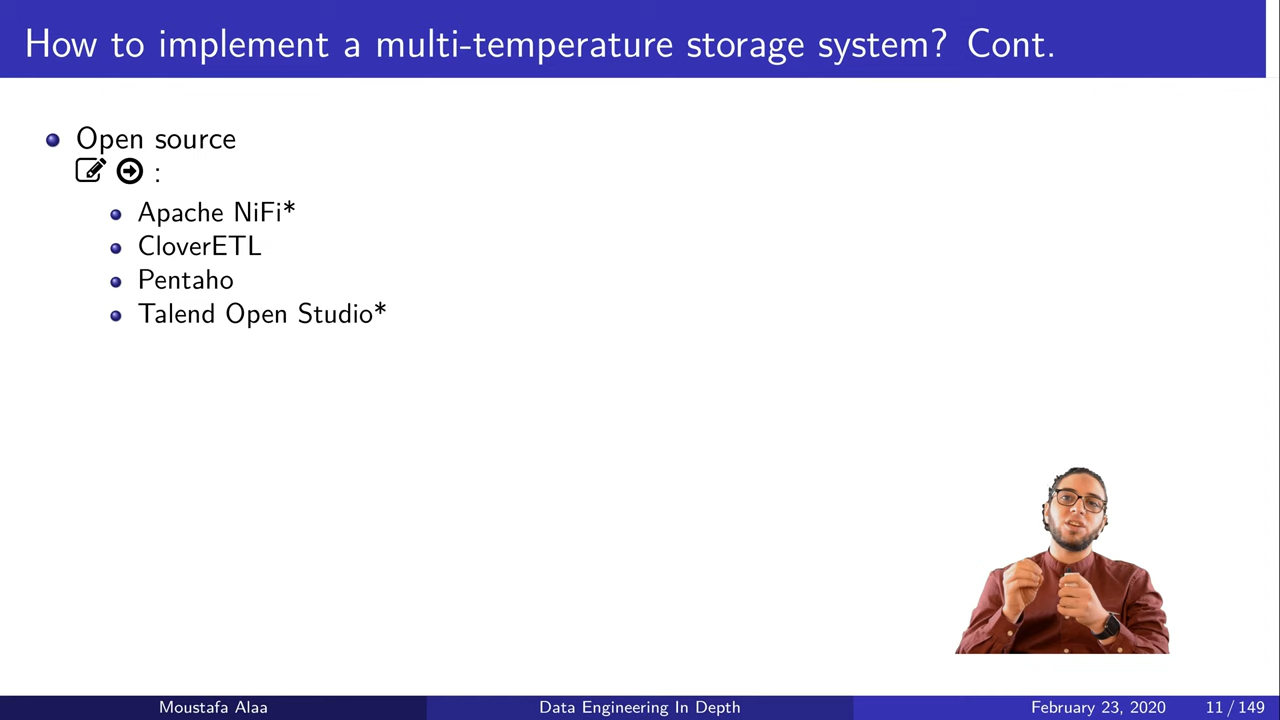 How to implement a multi-temperature storage system? Cont.
Open source
:
Apache NiFi*
CloverETL
Pentaho
Talend Open Studio*
Moustafa Alaa
Data Engineering In Depth
February 23, 2020
11 / 149